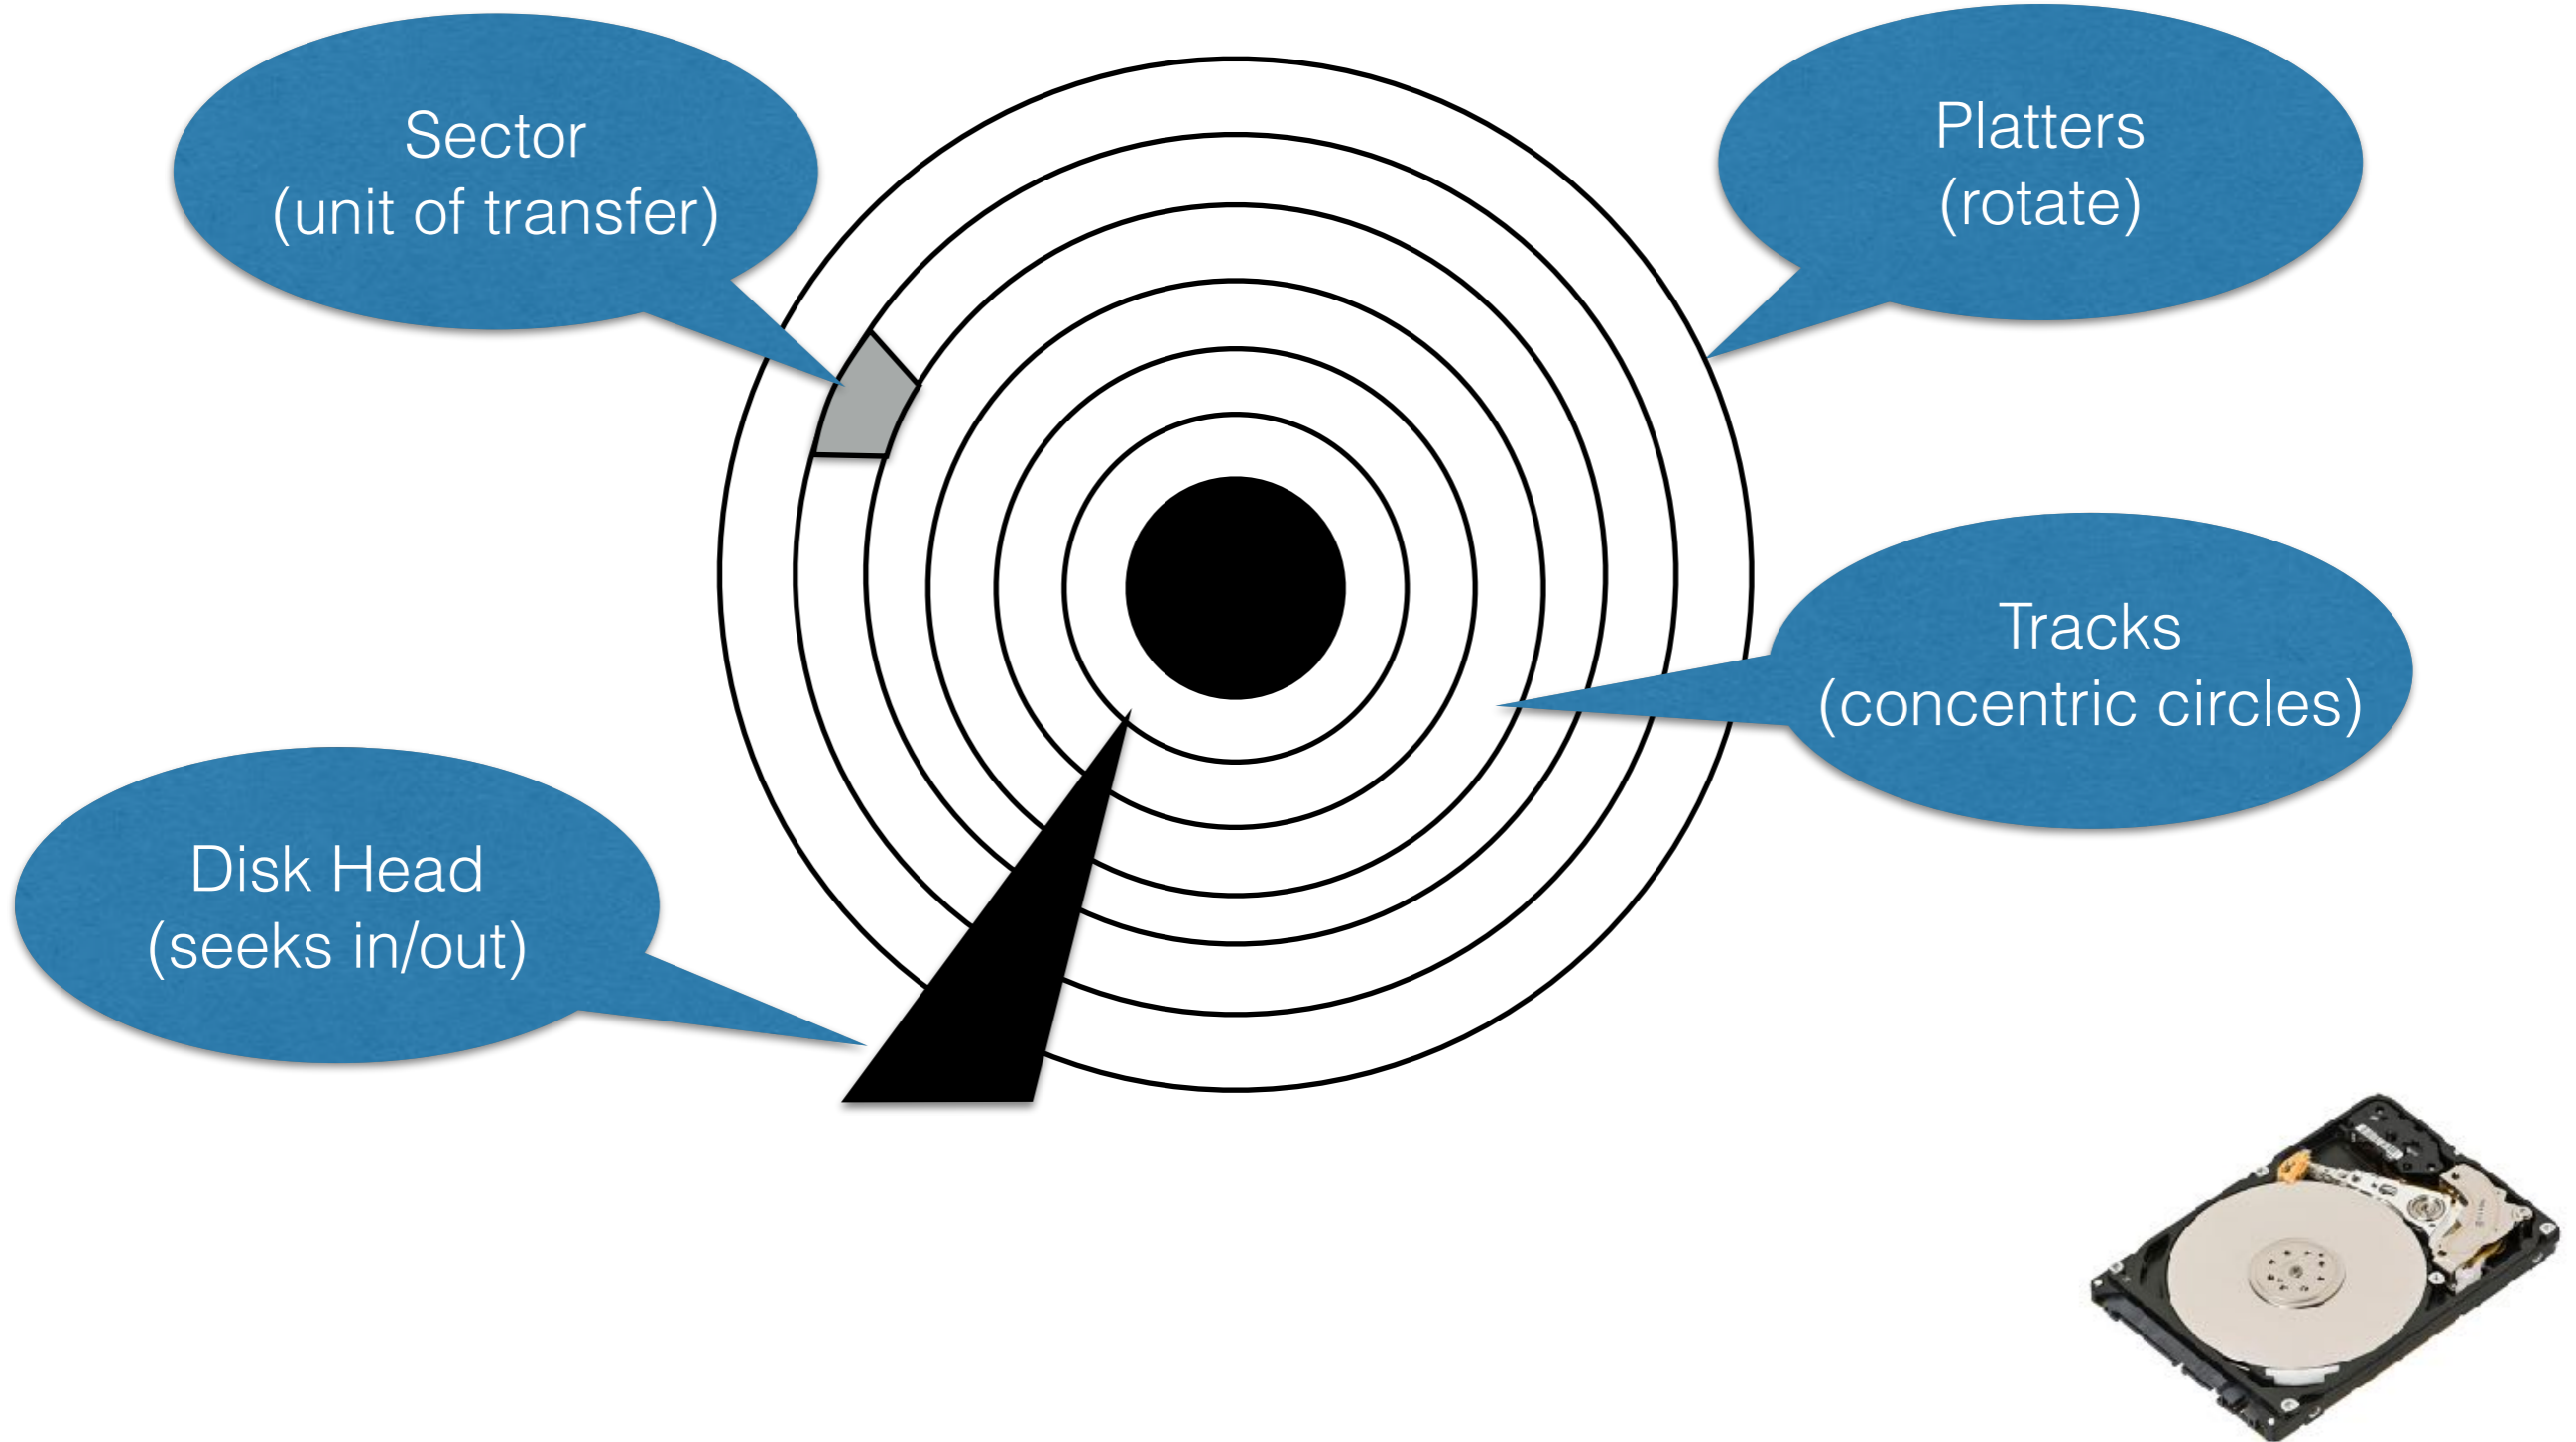 Sector
(unit of transfer)
Platters
(rotate)
Tracks
(concentric circles)
Disk Head
(seeks in/out)